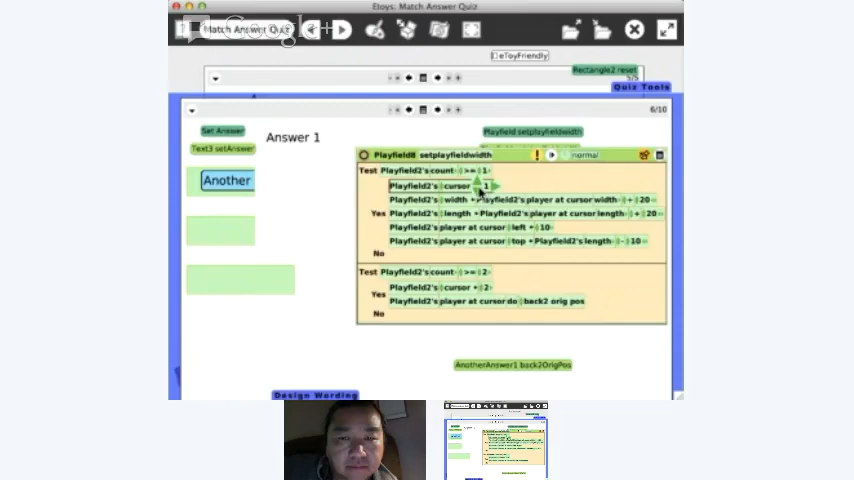 Etoys: Match Answer Quiz
Match Answer Quiz
Google+
eToyFriendly
Rectangle2 reset
5/5
Quiz Tools
6/10
Set Answer
Answer 1
Playfield setplayfieldwidth
Text3 setAnswer
Playfield8 setplayfieldwidth ! normal
Another
Test Playfield2's count >= 1
Playfield2's cursor 1
Playfield2's width Playfield2's player at cursor width + 20
Yes Playfield2's length Playfield2's player at cursor length + 20
Playfield2's player at cursor left 10
Playfield2's player at cursor top Playfield2's length - 10
No
Test Playfield2's count >= 2
Playfield2's cursor 2
Yes
Playfield2's player at cursor do back2 orig pos
No
AnotherAnswer1 back2OrigPos
Design Wording